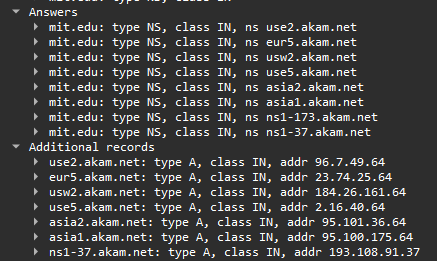 Answers
mit.edu: type NS, class IN, ns use2.akam.net
mit.edu: type NS, class IN, ns eur5.akam.net
mit.edu: type NS, class IN, ns usw2.akam.net
mit.edu: type NS, class IN, ns use5.akam.net
mit.edu: type NS, class IN, ns asia2.akam.net
mit.edu: type NS, class IN, ns asia1.akam.net
mit.edu: type NS, class IN, ns ns1-173.akam.net
mit.edu: type NS, class IN, ns ns1-37.akam.net
Additional records
use2.akam.net: type A, class IN, addr 96.7.49.64
eur5.akam.net: type A, class IN, addr 23.74.25.64
usw2.akam.net: type A, class IN, addr 184.26.161.64
use5.akam.net: type A, class IN, addr 2.16.40.64
asia2.akam.net: type A, class IN, addr 95.101.36.64
asia1.akam.net: type A, class IN, addr 95.100.175.64
ns1-37.akam.net: type A, class IN, addr 193.108.91.37